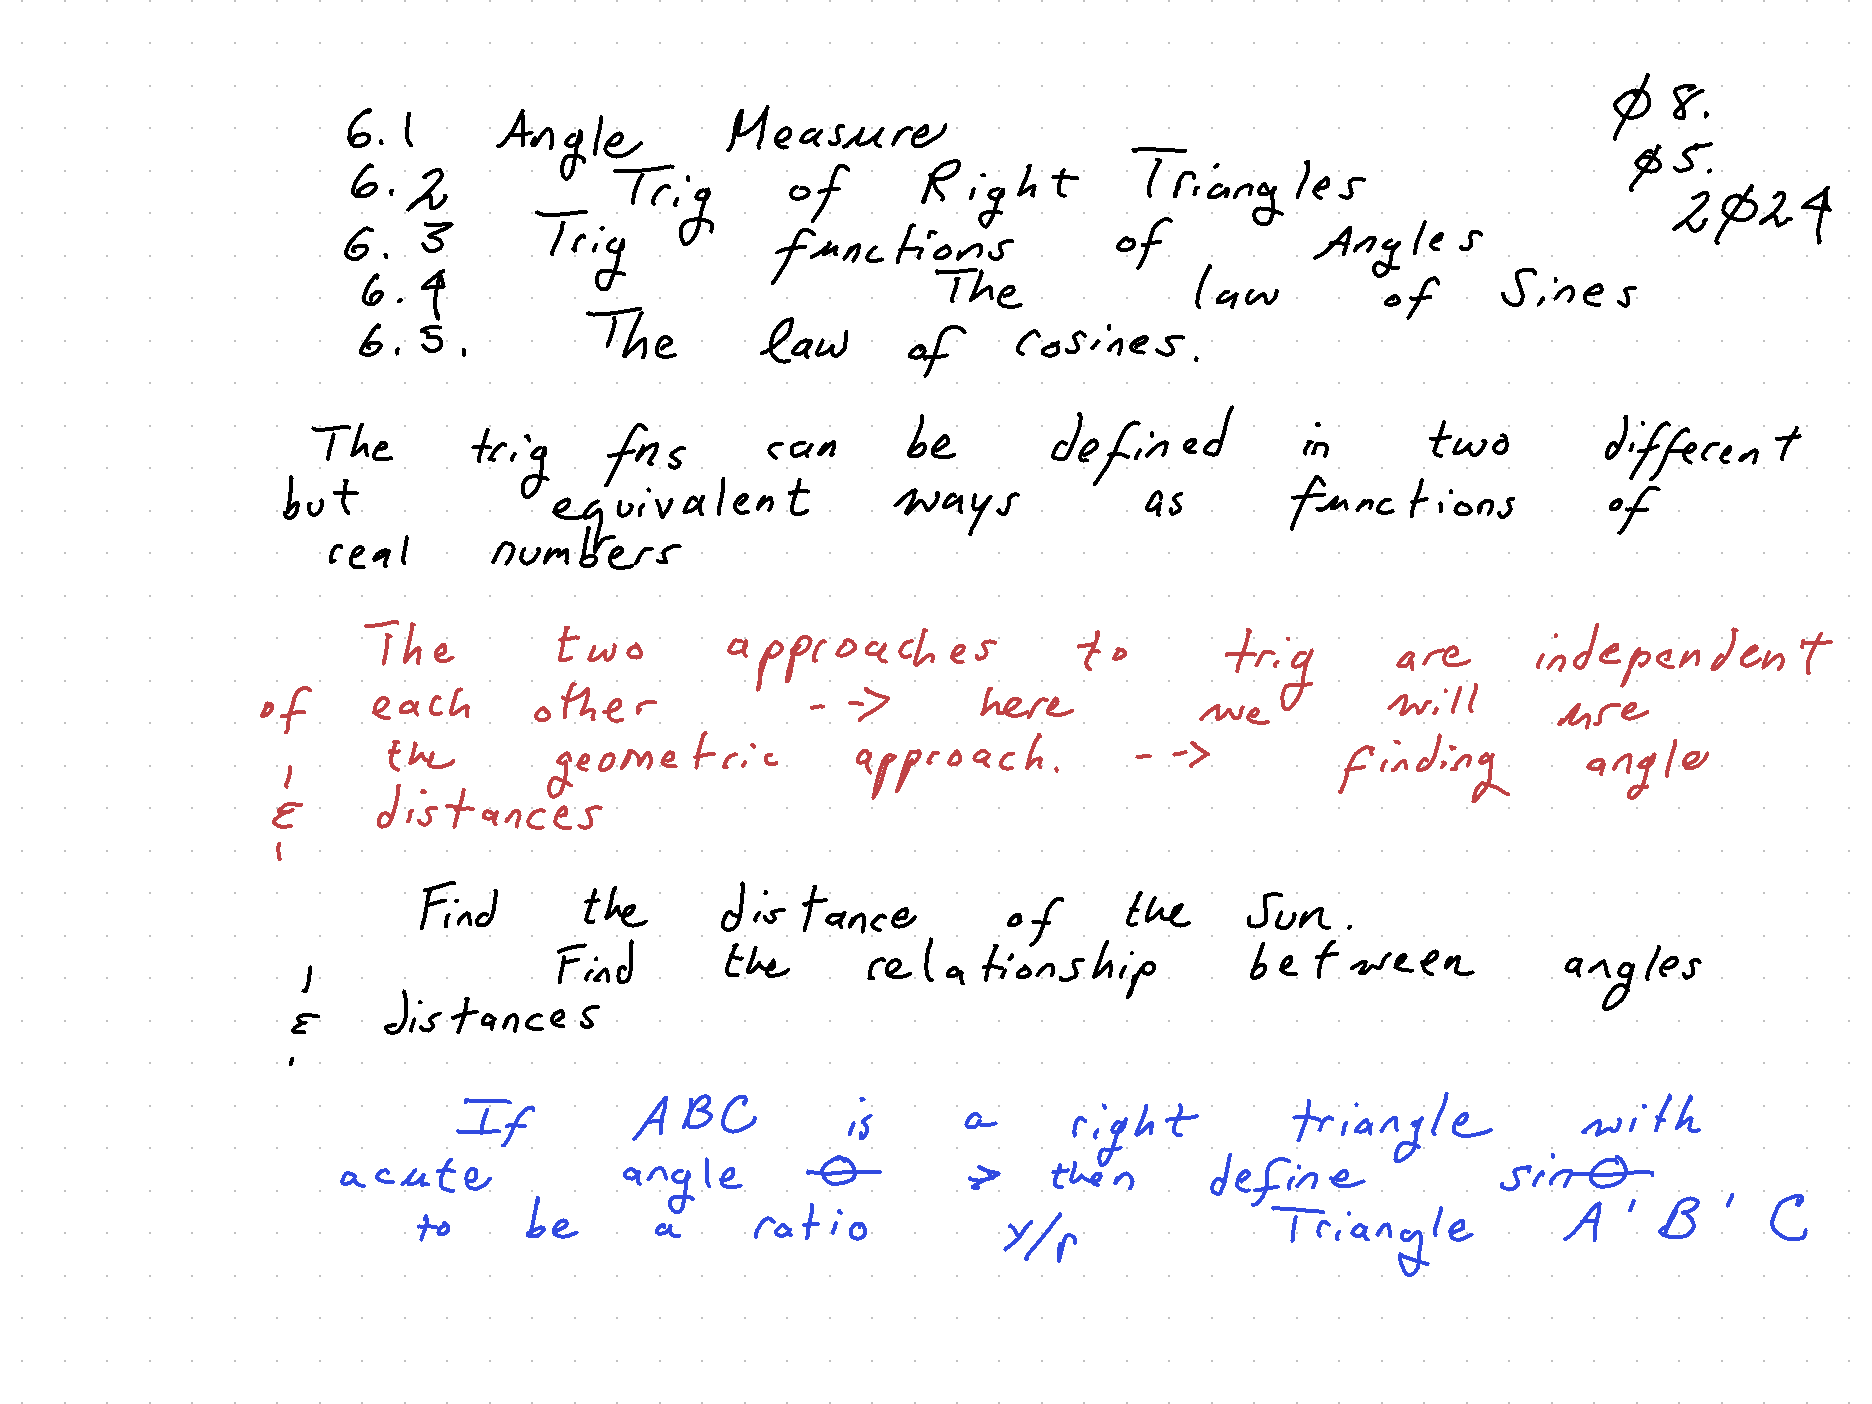 ø8.
ø5.
2ø24
6.1 Angle Measure
6.2 Trig of Right Triangles
6.3 Trig functions of Angles
6.4 The law of Sines
6.5. The law of cosines.
The trig fns can be defined in two different
but equivalent ways as functions of
real numbers
The two approaches to trig are independent
of each other --> here we will use
the geometric approach. --> finding angle
& distances
Find the distance of the Sun.
Find the relationship between angles
& distances
If ABC is a right triangle with
acute angle θ > then define sinθ
to be a ratio y/r Triangle A'B'C